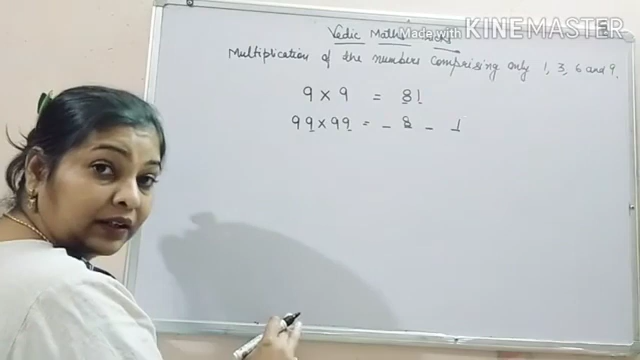 Made with KINEMASTER
Vedic Maths
Multiplication of the numbers comprising only 1, 3, 6 and 9.
9 × 9 = 81
99 × 99 = _ 8 _ 1